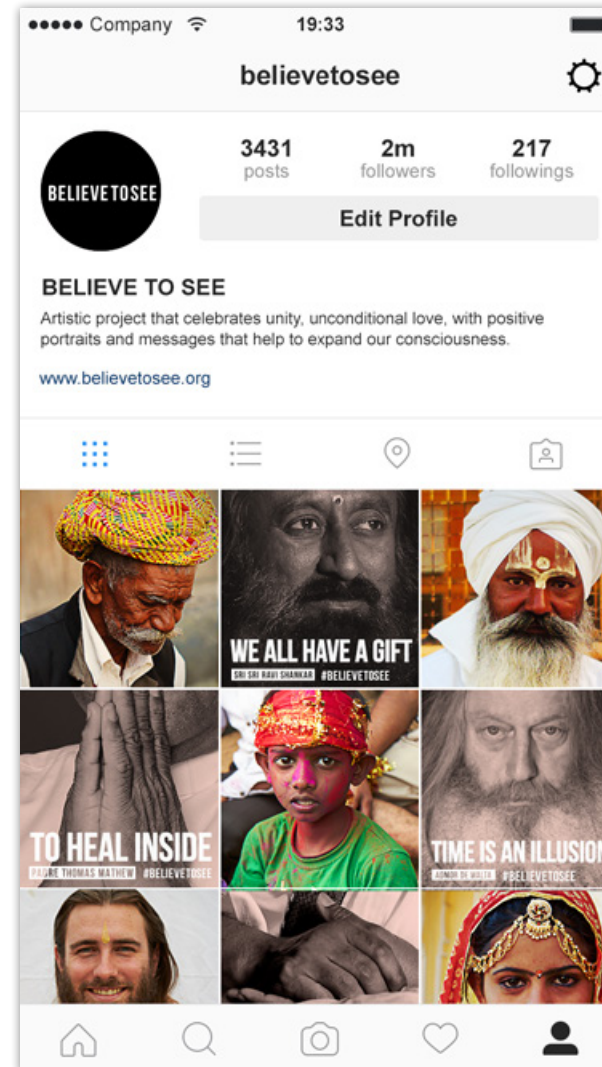 Company 19:33
believetosee
BELIEVETOSEE
3431 2m 217
posts followers followings
Edit Profile
BELIEVE TO SEE
Artistic project that celebrates unity, unconditional love, with positive
portraits and messages that help to expand our consciousness.
www.believetosee.org
WE ALL HAVE A GIFT
SRI SRI RAVI SHANKAR #BELIEVETOSEE
TO HEAL INSIDE
PADRE THOMAS MATHEW #BELIEVETOSEE
TIME IS AN ILLUSION
#BELIEVETOSEE